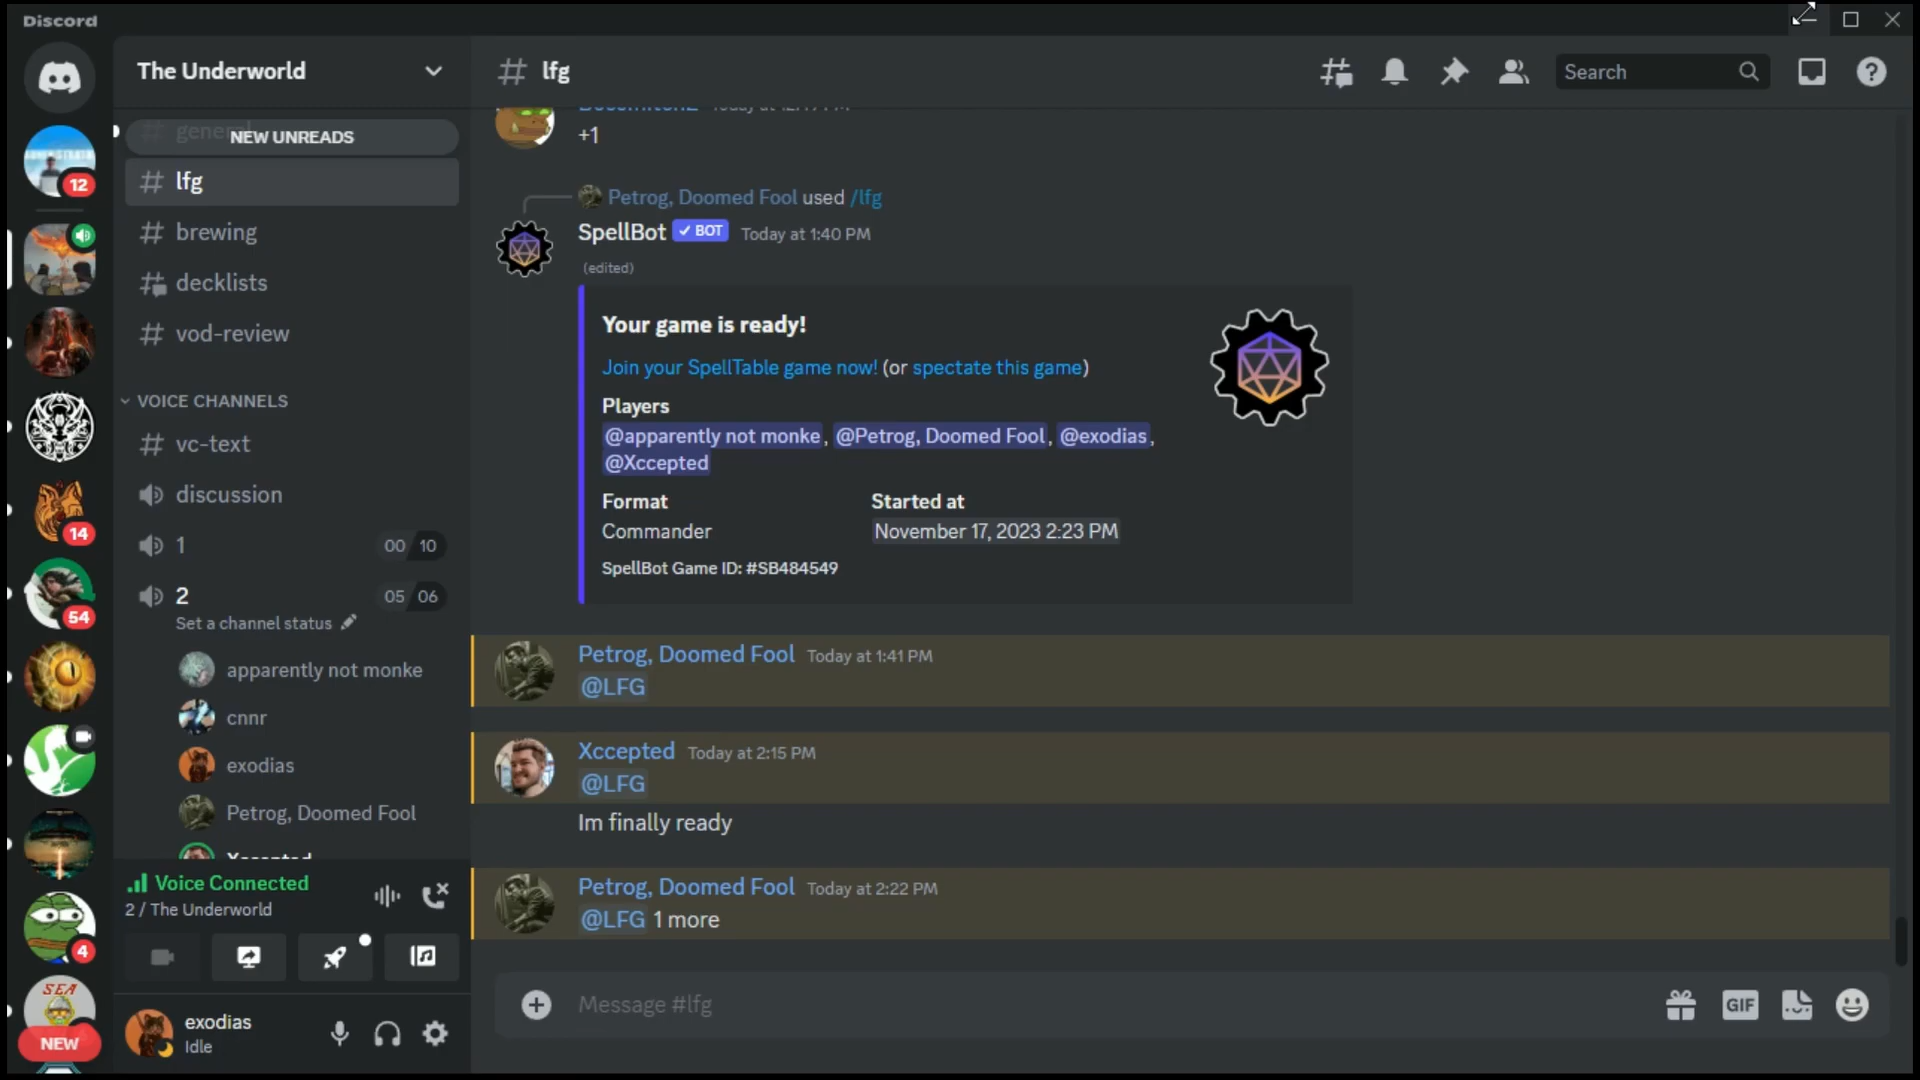 Discord
The Underworld
lfg
Search
general
NEW UNREADS
lfg
brewing
decklists
vod-review
VOICE CHANNELS
vc-text
discussion
1
00 10
2
05 06
Set a channel status
apparently not monke
cnnr
exodias
Petrog, Doomed Fool
Xccepted
Voice Connected
2 / The Underworld
exodias
Idle
12
14
54
4
SEA
NEW
+1
Petrog, Doomed Fool used /lfg
SpellBot ✓ BOT Today at 1:40 PM
(edited)
Your game is ready!
Join your SpellTable game now! (or spectate this game)
Players
@apparently not monke, @Petrog, Doomed Fool, @exodias,
@Xccepted
Format Started at
Commander November 17, 2023 2:23 PM
SpellBot Game ID: #SB484549
Petrog, Doomed Fool Today at 1:41 PM
@LFG
Xccepted Today at 2:15 PM
@LFG
Im finally ready
Petrog, Doomed Fool Today at 2:22 PM
@LFG 1 more
Message #lfg
GIF